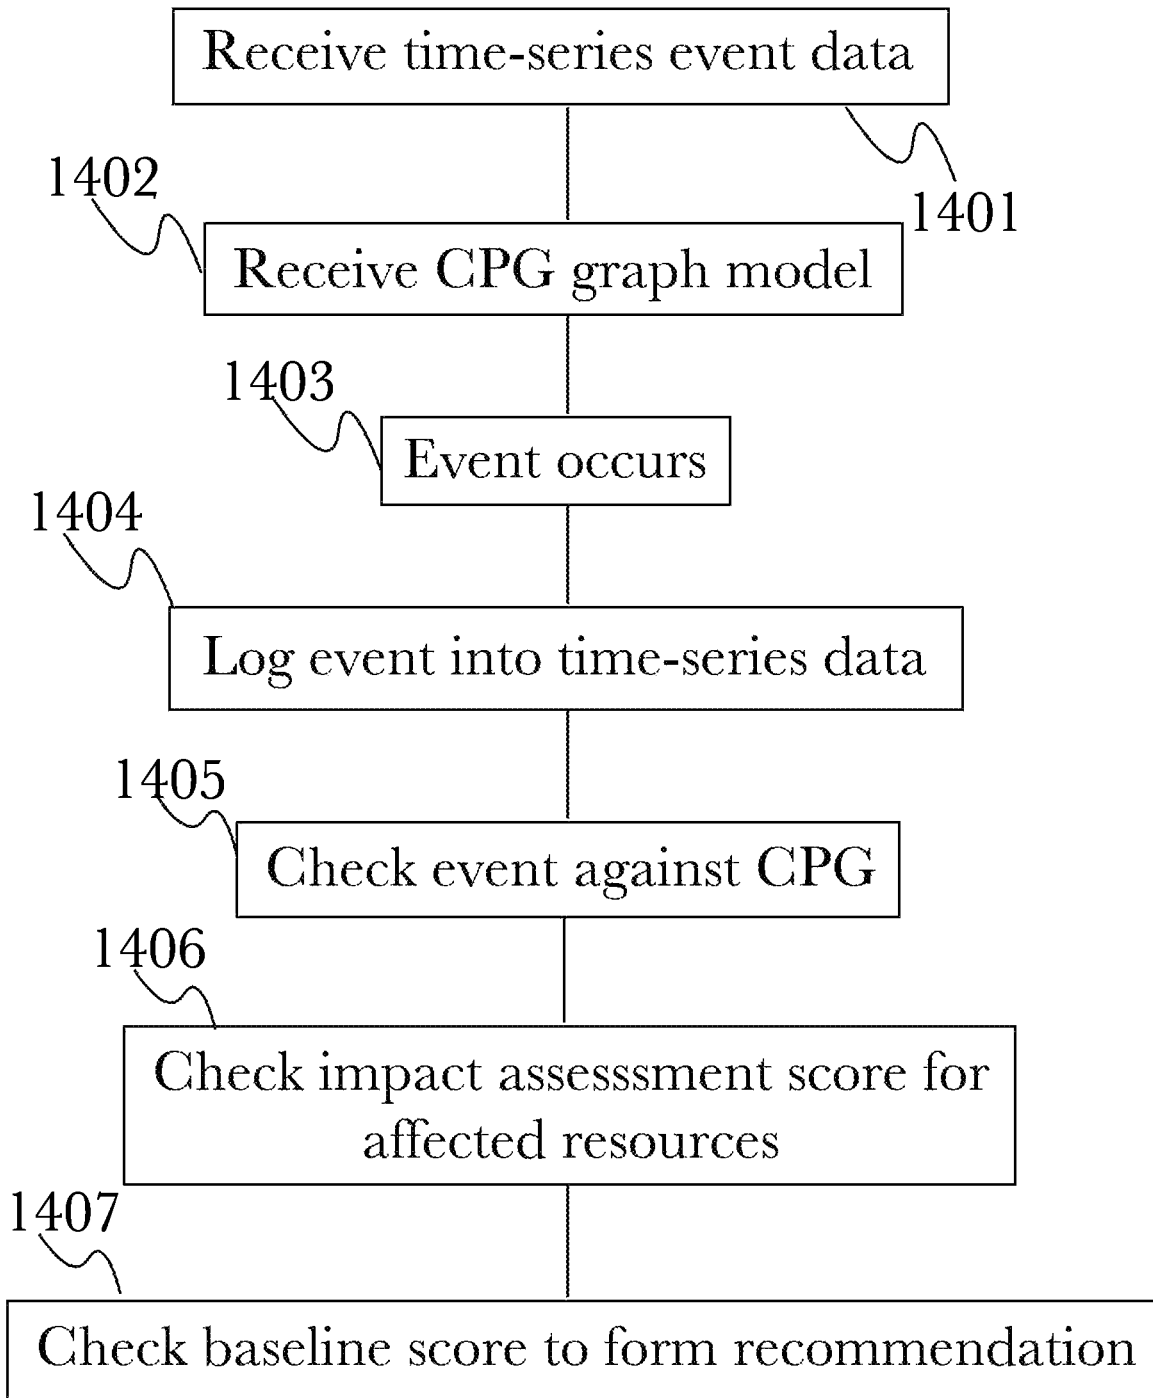 Receive time-series event data
1401
1402
Receive CPG graph model
1403
Event occurs
1404
Log event into time-series data
1405
Check event against CPG
1406
Check impact assesssment score for
affected resources
1407
Check baseline score to form recommendation